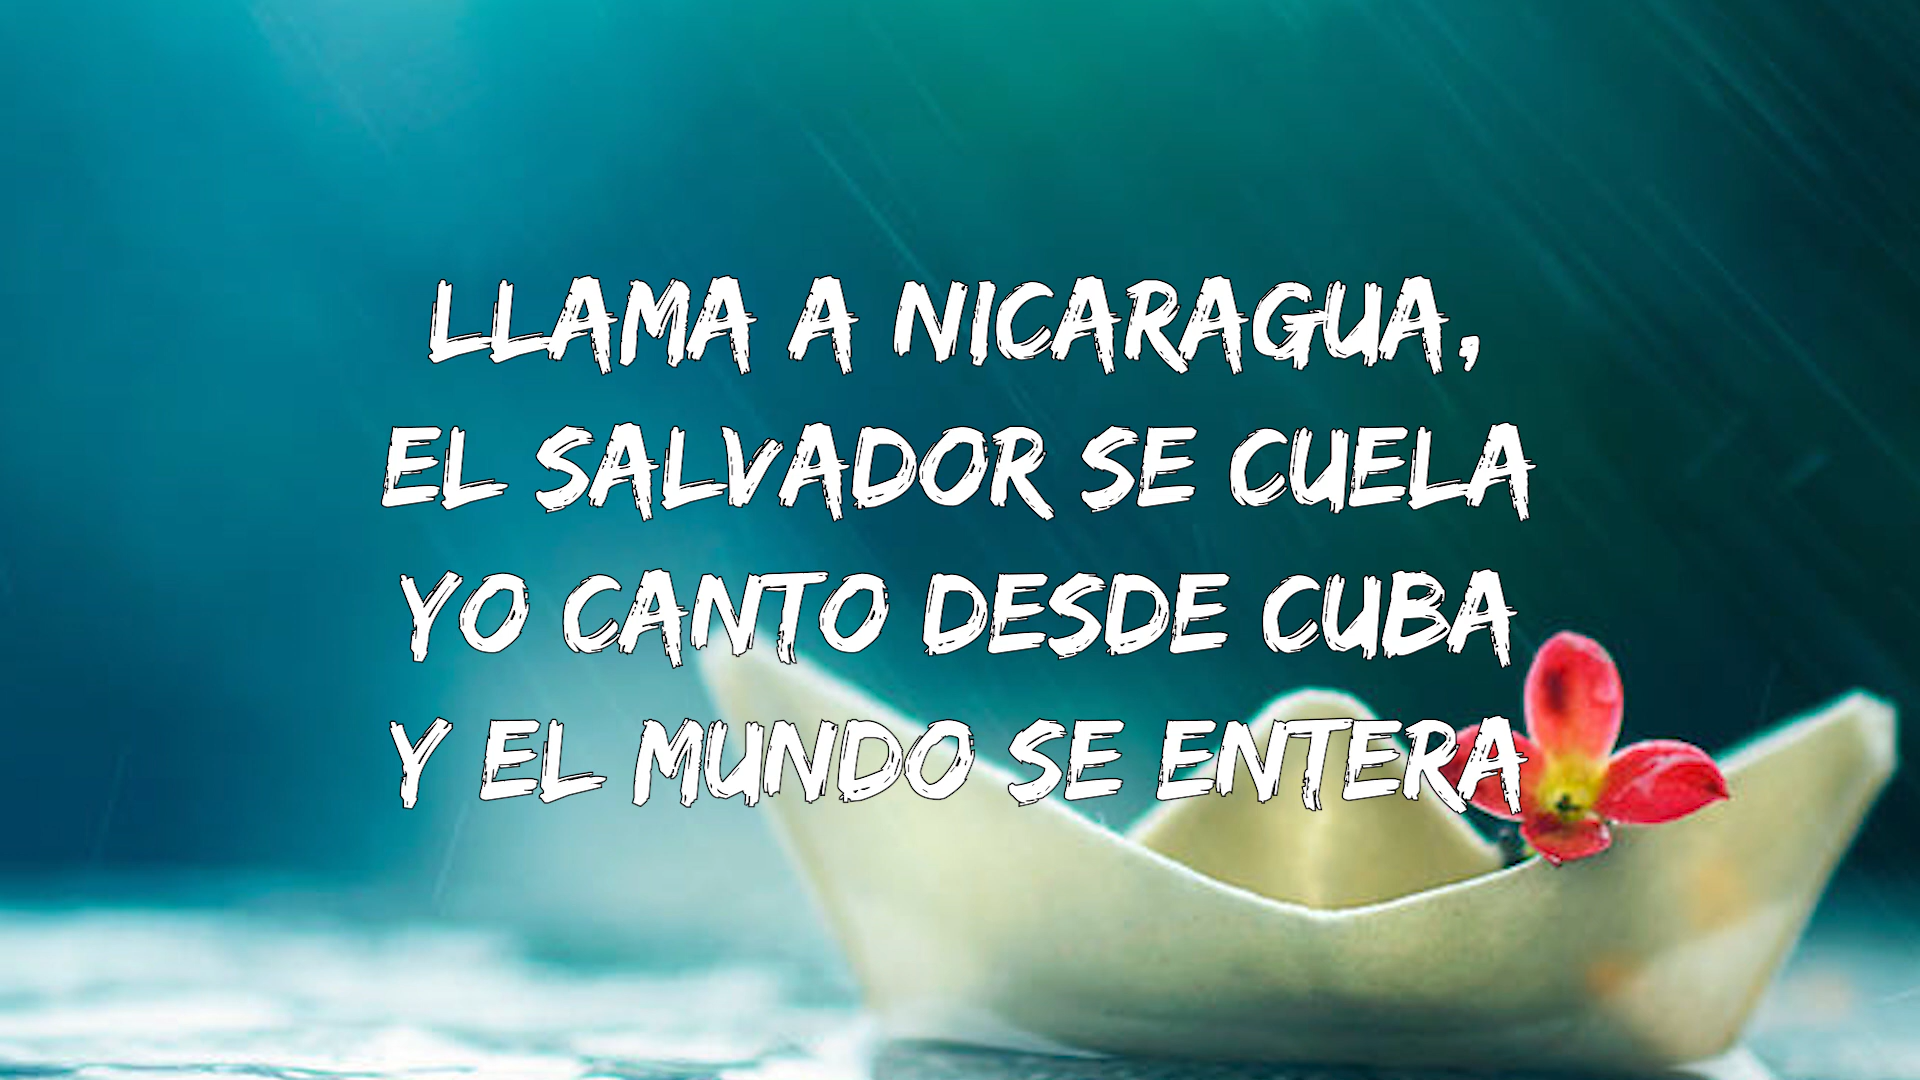 LLAMA A NICARAGUA,
EL SALVADOR SE CUELA
YO CANTO DESDE CUBA
Y EL MUNDO SE ENTERA